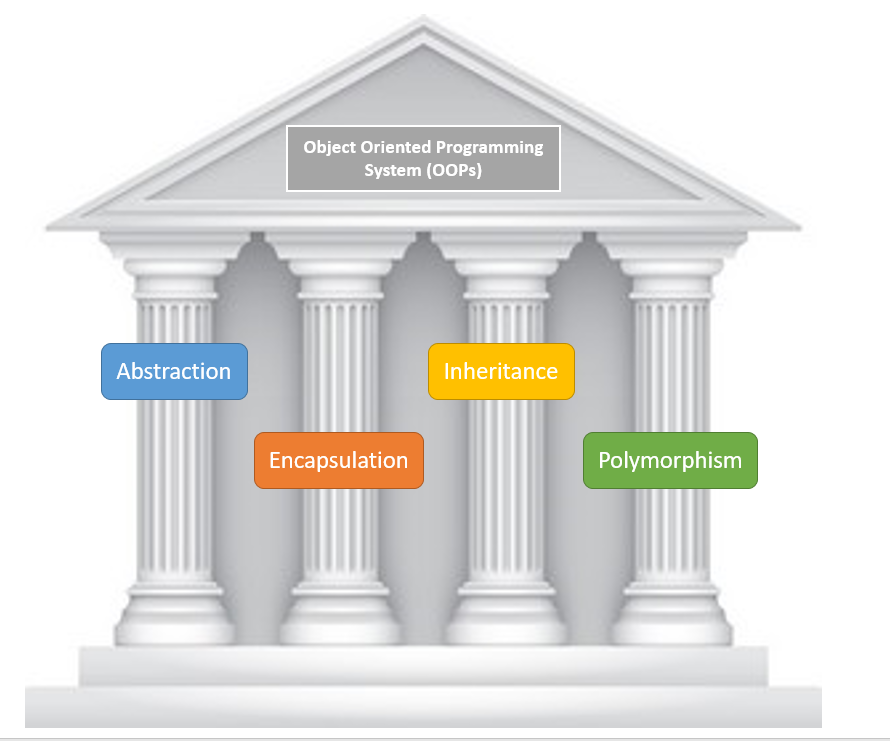 Object Oriented Programming
System (OOPs)
Abstraction
Inheritance
Encapsulation
Polymorphism